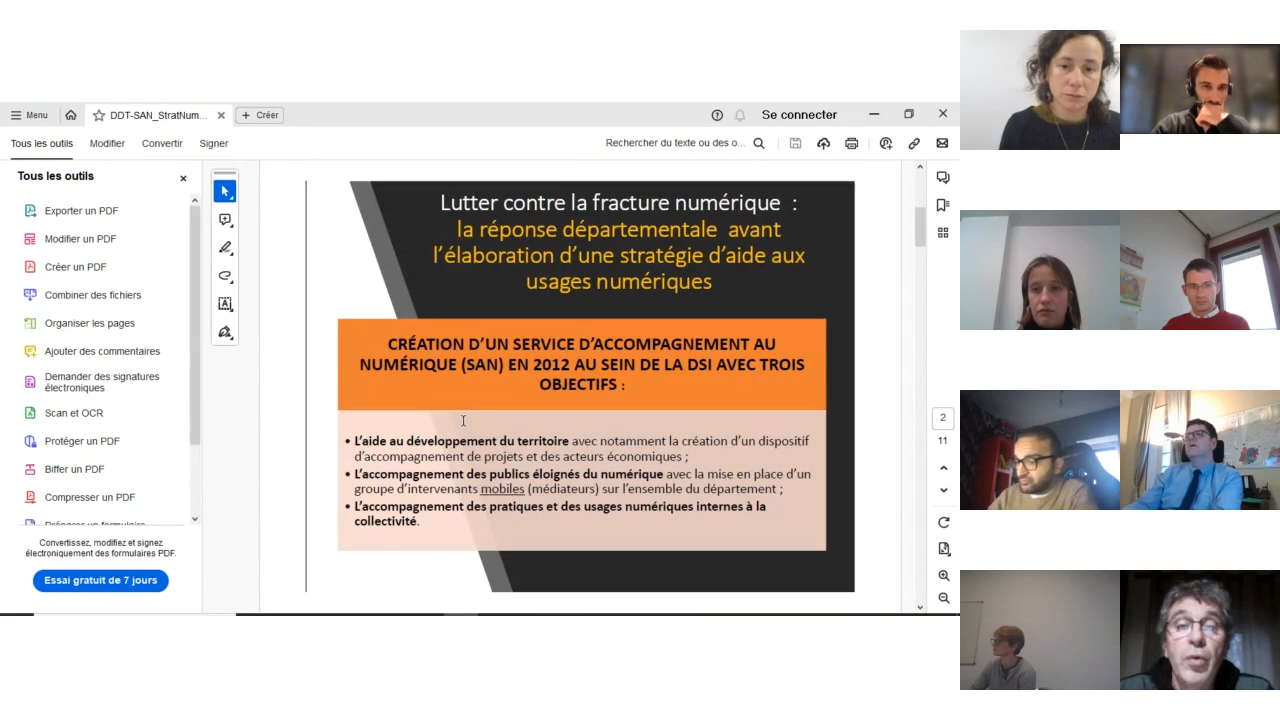 Menu
DDT-SAN_StratNum...
Créer
Se connecter
Tous les outils
Modifier
Convertir
Signer
Rechercher du texte ou des o...
Tous les outils
Exporter un PDF
Modifier un PDF
Créer un PDF
Combiner des fichiers
Organiser les pages
Ajouter des commentaires
Demander des signatures
électroniques
Scan et OCR
Protéger un PDF
Biffer un PDF
Compresser un PDF
Préparer un formulaire
Convertissez, modifiez et signez
électroniquement des formulaires PDF.
Essai gratuit de 7 jours
Lutter contre la fracture numérique :
la réponse départementale avant
l’élaboration d’une stratégie d’aide aux
usages numériques
CRÉATION D’UN SERVICE D’ACCOMPAGNEMENT AU
NUMÉRIQUE (SAN) EN 2012 AU SEIN DE LA DSI AVEC TROIS
OBJECTIFS :
• L’aide au développement du territoire avec notamment la création d’un dispositif
d’accompagnement de projets et des acteurs économiques ;
• L’accompagnement des publics éloignés du numérique avec la mise en place d’un
groupe d’intervenants mobiles (médiateurs) sur l’ensemble du département ;
• L’accompagnement des pratiques et des usages numériques internes à la
collectivité.
2
11